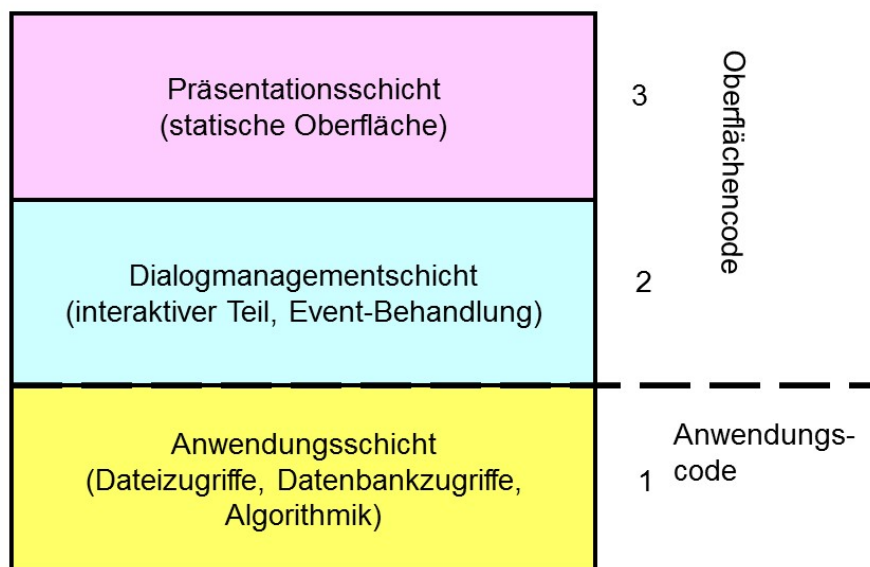 Präsentationsschicht
(statische Oberfläche)
3
Oberflächencode
Dialogmanagementschicht
(interaktiver Teil, Event-Behandlung)
2
Anwendungsschicht
(Dateizugriffe, Datenbankzugriffe,
Algorithmik)
1
Anwendungs-
code